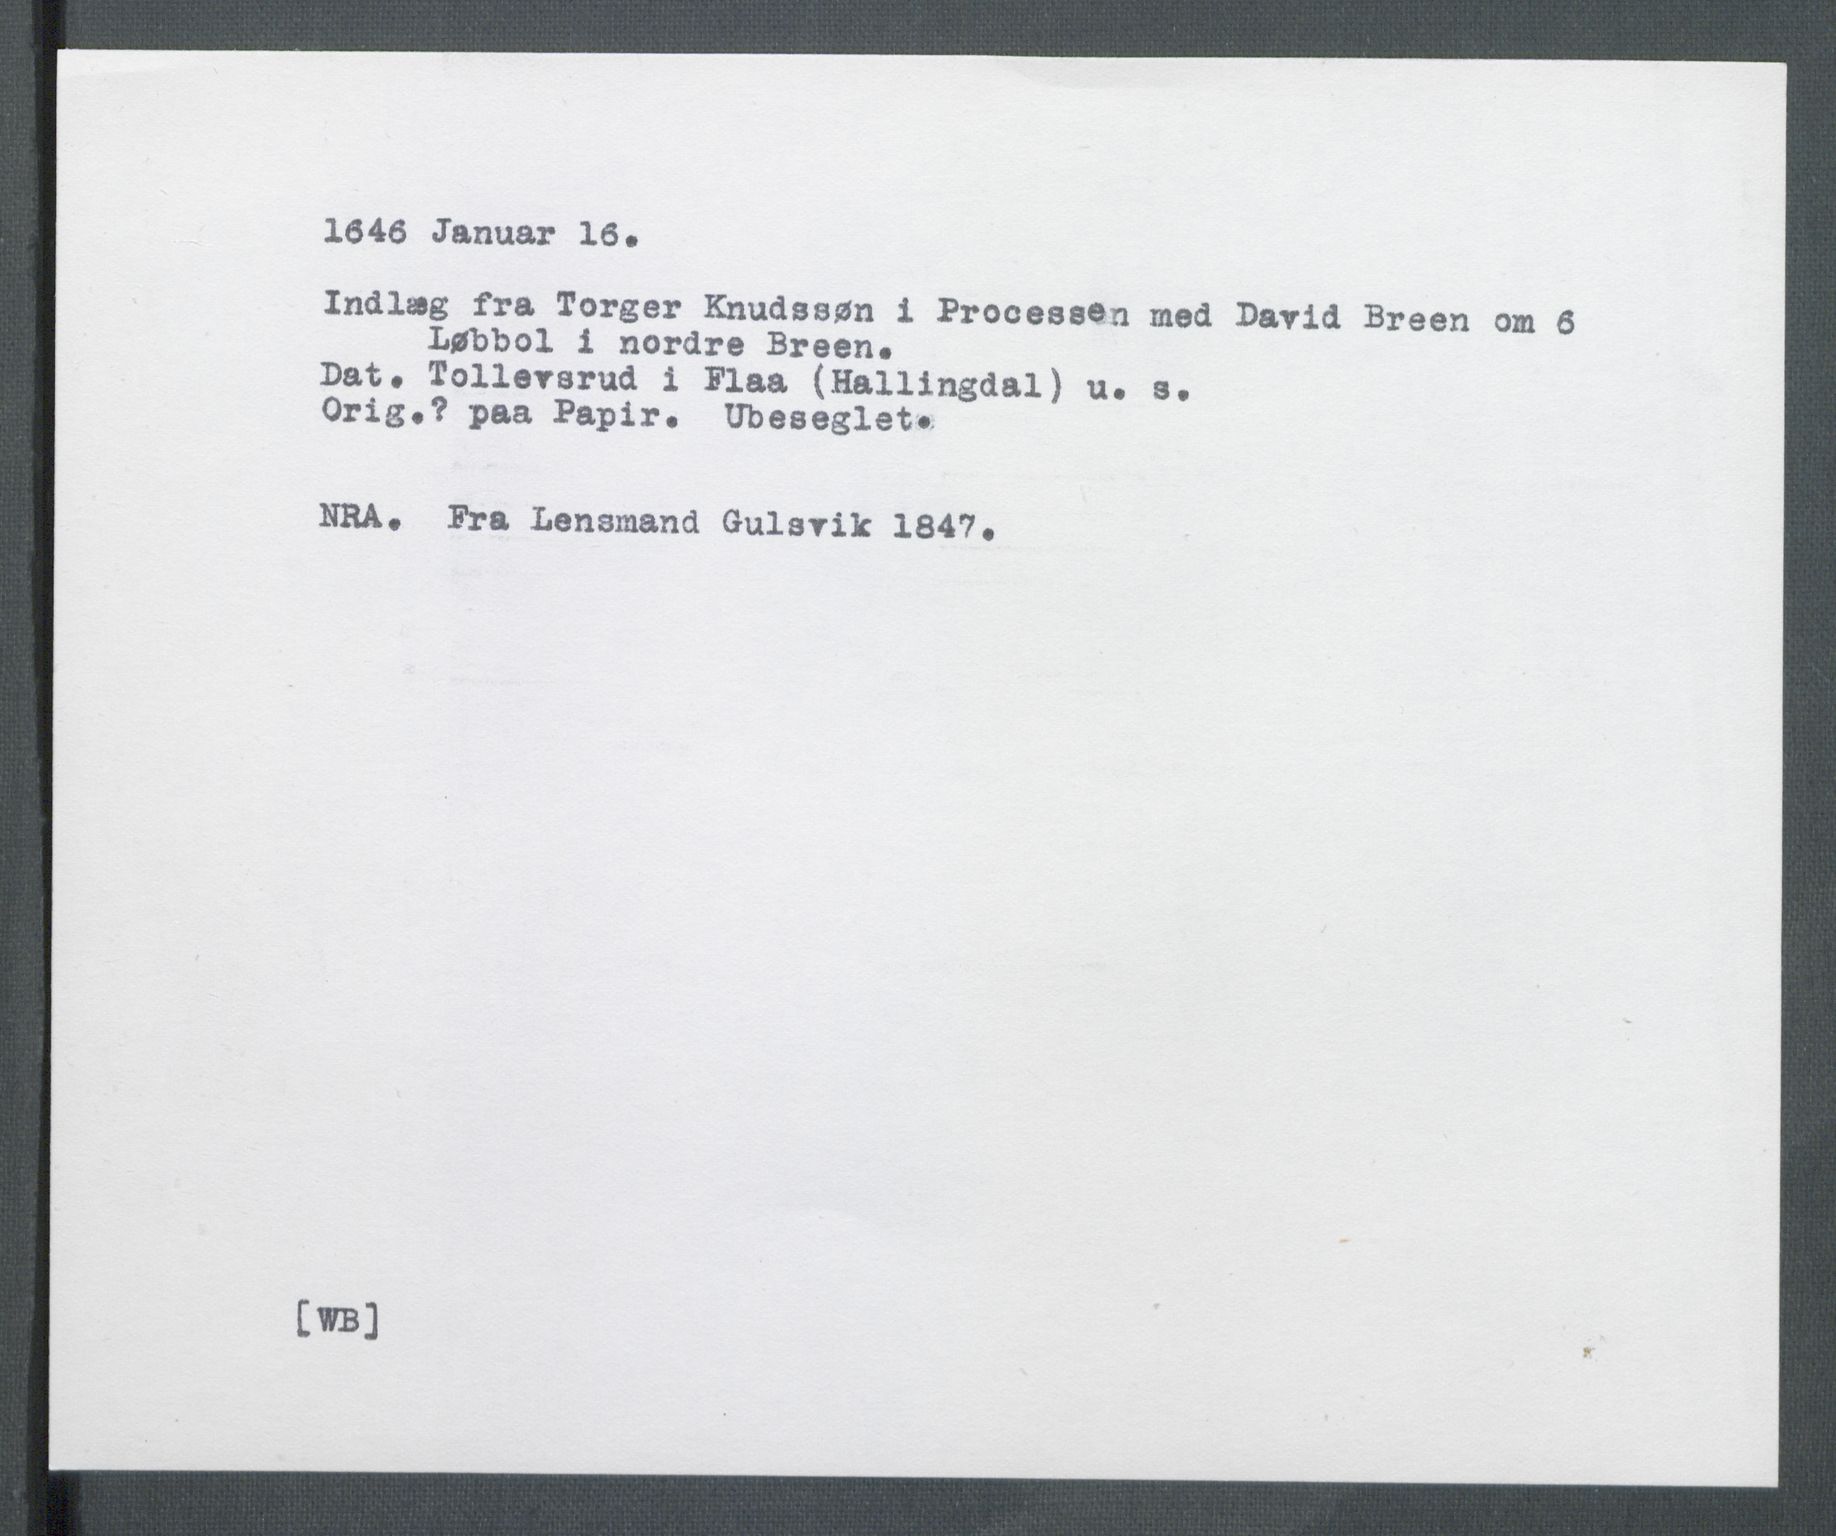 1646 Januar 16.
Indlæg fra Torger Knudssøn i Processen med David Breen om 6
Løbbol i nordre Breen.
Dat. Tollevsrud i Flaa (Hallingdal) u. s.
Orig.? paa Papir. Ubeseglet.
NRA. Fra Lensmand Gulsvik 1847.
[WB]